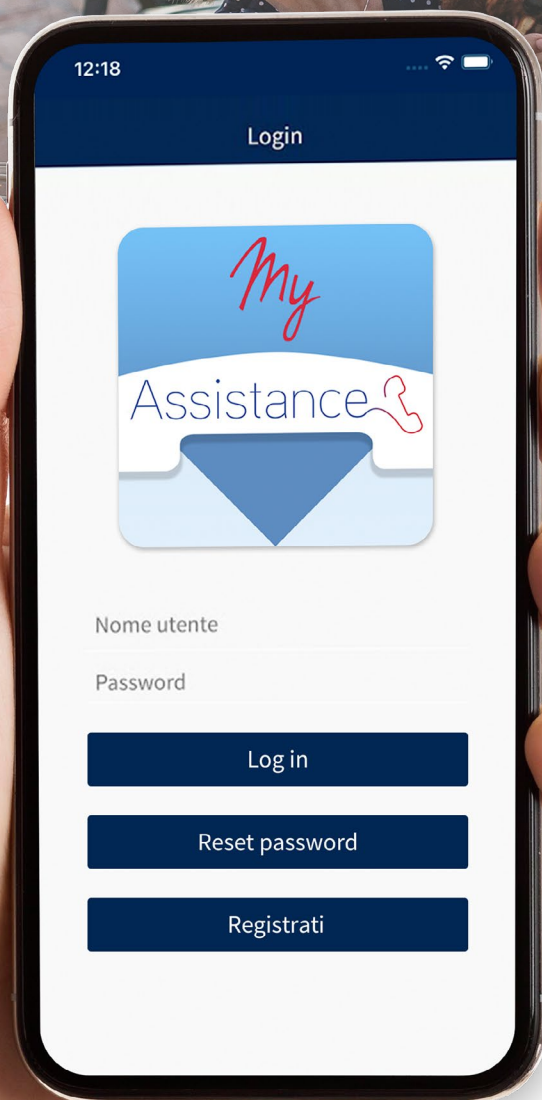 12:18
Login
My
Assistance
Nome utente
Password
Log in
Reset password
Registrati